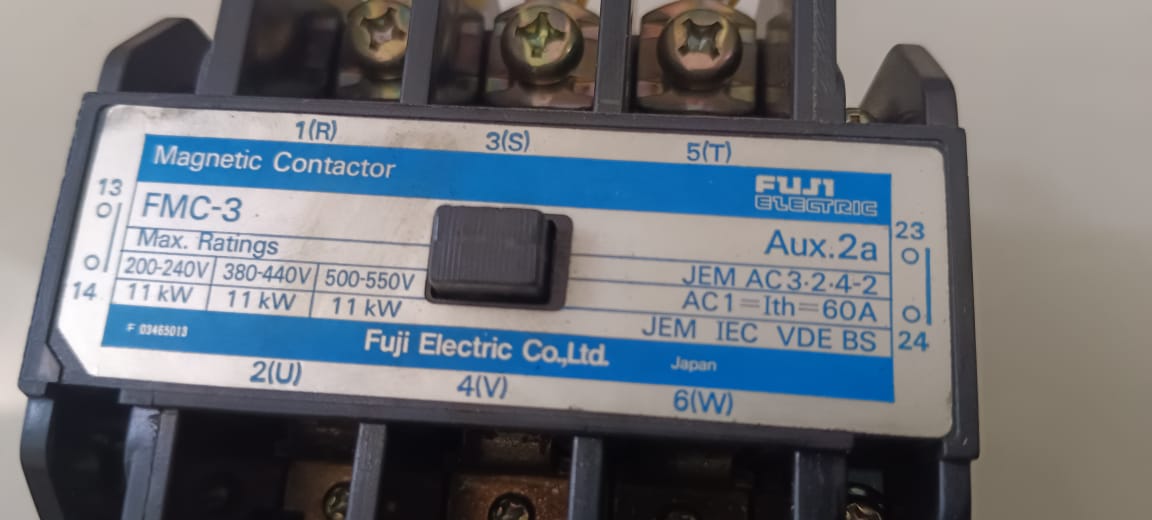 1(R) 3(S) 5(T)
Magnetic Contactor
FUJI
ELECTRIC
13
14
FMC-3
Max. Ratings
200-240V 380-440V 500-550V
11 kW 11 kW 11 kW
Aux.2a
JEM AC3·2·4-2
AC1=Ith=60A
JEM IEC VDE BS
23
24
F 03465013
Fuji Electric Co.,Ltd.
Japan
2(U) 4(V) 6(W)